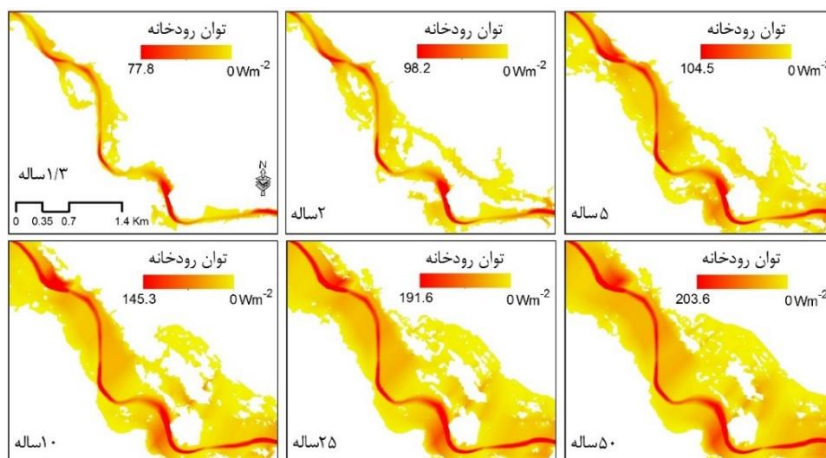 توان رودخانه
77.8 0 Wm-2
N
۱/۳ساله
0 0.35 0.7 1.4 Km
توان رودخانه
98.2 0 Wm-2
۲ساله
توان رودخانه
104.5 0 Wm-2
۵ساله
توان رودخانه
145.3 0 Wm-2
۱۰ساله
توان رودخانه
191.6 0 Wm-2
۲۵ساله
توان رودخانه
203.6 0 Wm-2
۵۰ساله